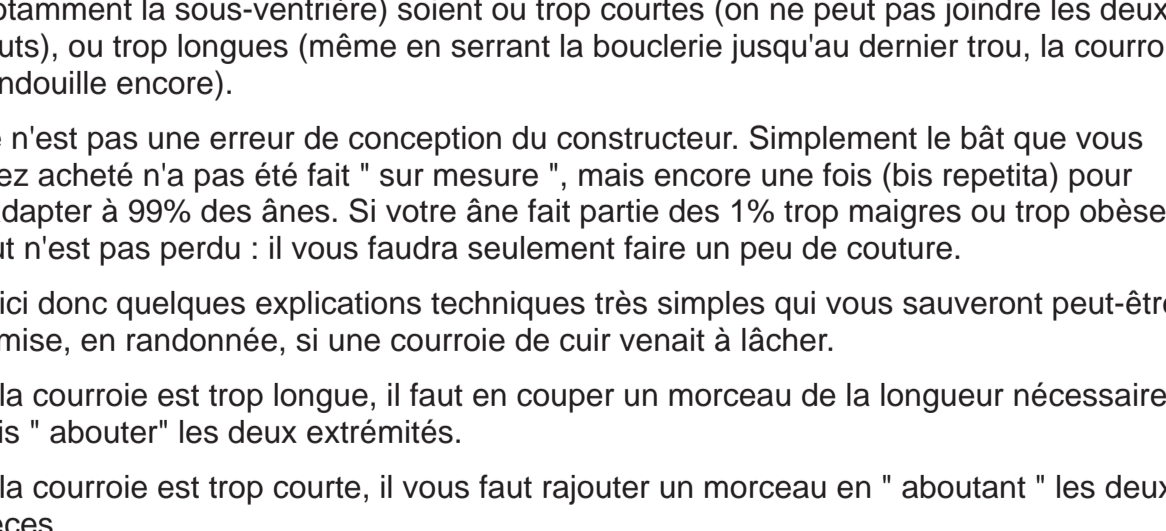 otamment la sous-ventrière) soient ou trop courtes (on ne peut pas joindre les deux
uts), ou trop longues (même en serrant la bouclerie jusqu'au dernier trou, la courro
ndouille encore).
e n'est pas une erreur de conception du constructeur. Simplement le bât que vous
ez acheté n'a pas été fait " sur mesure ", mais encore une fois (bis repetita) pour
adapter à 99% des ânes. Si votre âne fait partie des 1% trop maigres ou trop obèse
ut n'est pas perdu : il vous faudra seulement faire un peu de couture.
ici donc quelques explications techniques très simples qui vous sauveront peut-être
mise, en randonnée, si une courroie de cuir venait à lâcher.
la courroie est trop longue, il faut en couper un morceau de la longueur nécessaire
is " abouter" les deux extrémités.
la courroie est trop courte, il vous faut rajouter un morceau en " aboutant " les deux
èces.